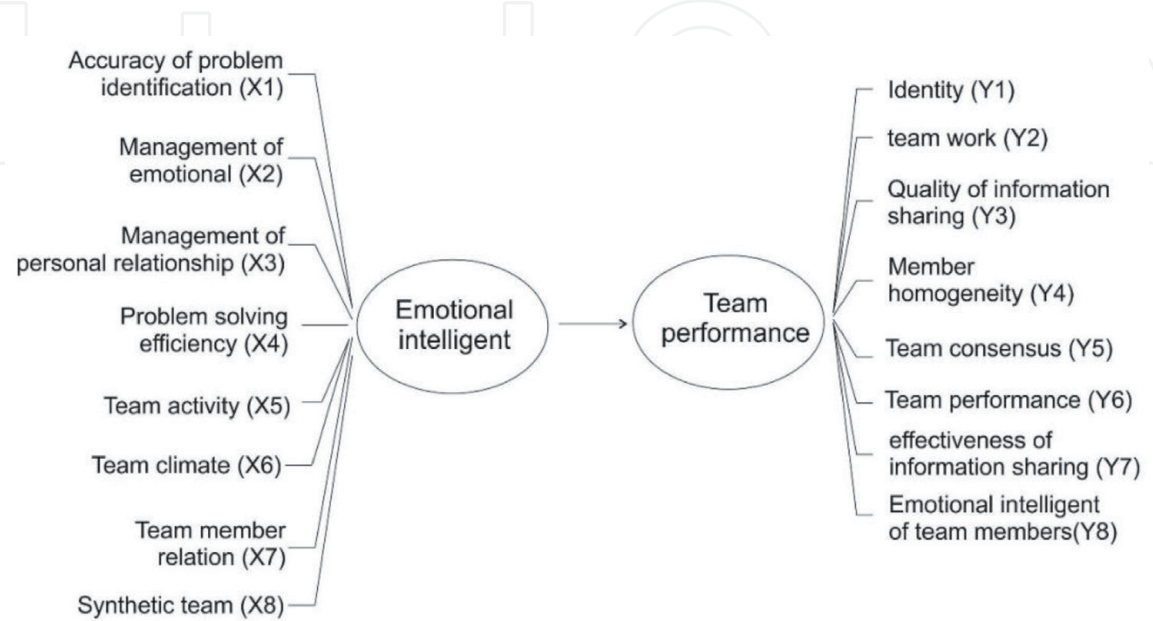 Accuracy of problem
identification (X1)
Management of
emotional (X2)
Management of
personal relationship (X3)
Problem solving
efficiency (X4)
Team activity (X5)
Team climate (X6)
Team member
relation (X7)
Synthetic team (X8)
Emotional
intelligent
Team
performance
Identity (Y1)
team work (Y2)
Quality of information
sharing (Y3)
Member
homogeneity (Y4)
Team consensus (Y5)
Team performance (Y6)
effectiveness of
information sharing (Y7)
Emotional intelligent
of team members(Y8)